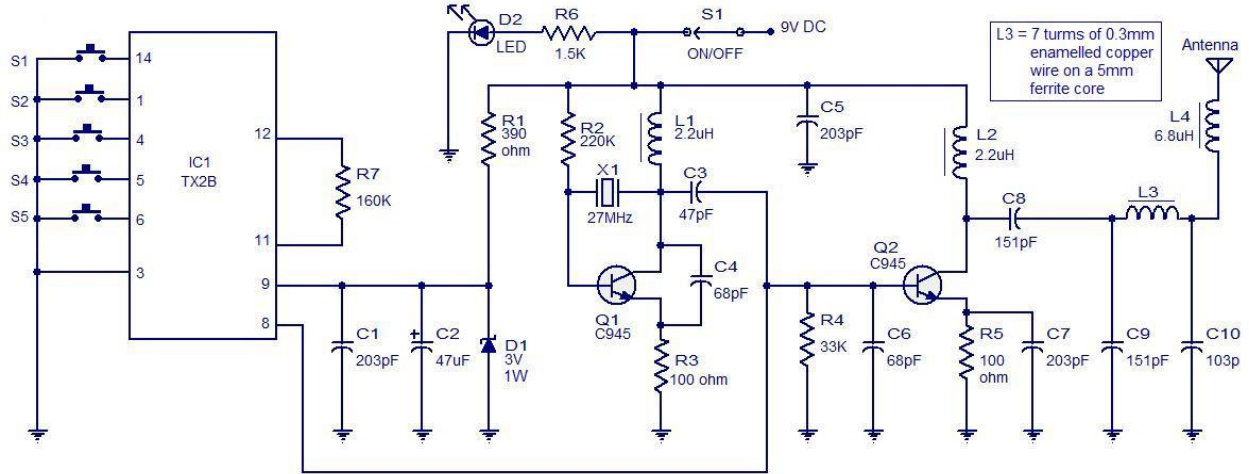 D2
LED
R6
1.5K
S1
ON/OFF
9V DC
L3 = 7 turns of 0.3mm
enamelled copper
wire on a 5mm
ferrite core
Antenna
L4
6.8uH
S1
S2
S3
S4
S5
14
1
4
5
6
3
IC1
TX2B
12
11
9
8
R7
160K
R1
390
ohm
R2
220K
L1
2.2uH
C5
203pF
L2
2.2uH
X1
27MHz
C3
47pF
C8
151pF
L3
Q1
C945
C4
68pF
Q2
C945
C1
203pF
+
C2
47uF
D1
3V
1W
R3
100 ohm
R4
33K
C6
68pF
R5
100
ohm
C7
203pF
C9
151pF
C10
103p